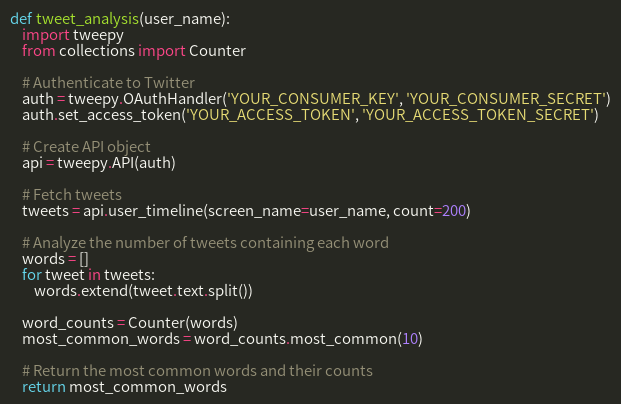 def tweet_analysis(user_name):
    import tweepy
    from collections import Counter

    # Authenticate to Twitter
    auth = tweepy.OAuthHandler('YOUR_CONSUMER_KEY', 'YOUR_CONSUMER_SECRET')
    auth.set_access_token('YOUR_ACCESS_TOKEN', 'YOUR_ACCESS_TOKEN_SECRET')

    # Create API object
    api = tweepy.API(auth)

    # Fetch tweets
    tweets = api.user_timeline(screen_name=user_name, count=200)

    # Analyze the number of tweets containing each word
    words = []
    for tweet in tweets:
        words.extend(tweet.text.split())

    word_counts = Counter(words)
    most_common_words = word_counts.most_common(10)

    # Return the most common words and their counts
    return most_common_words